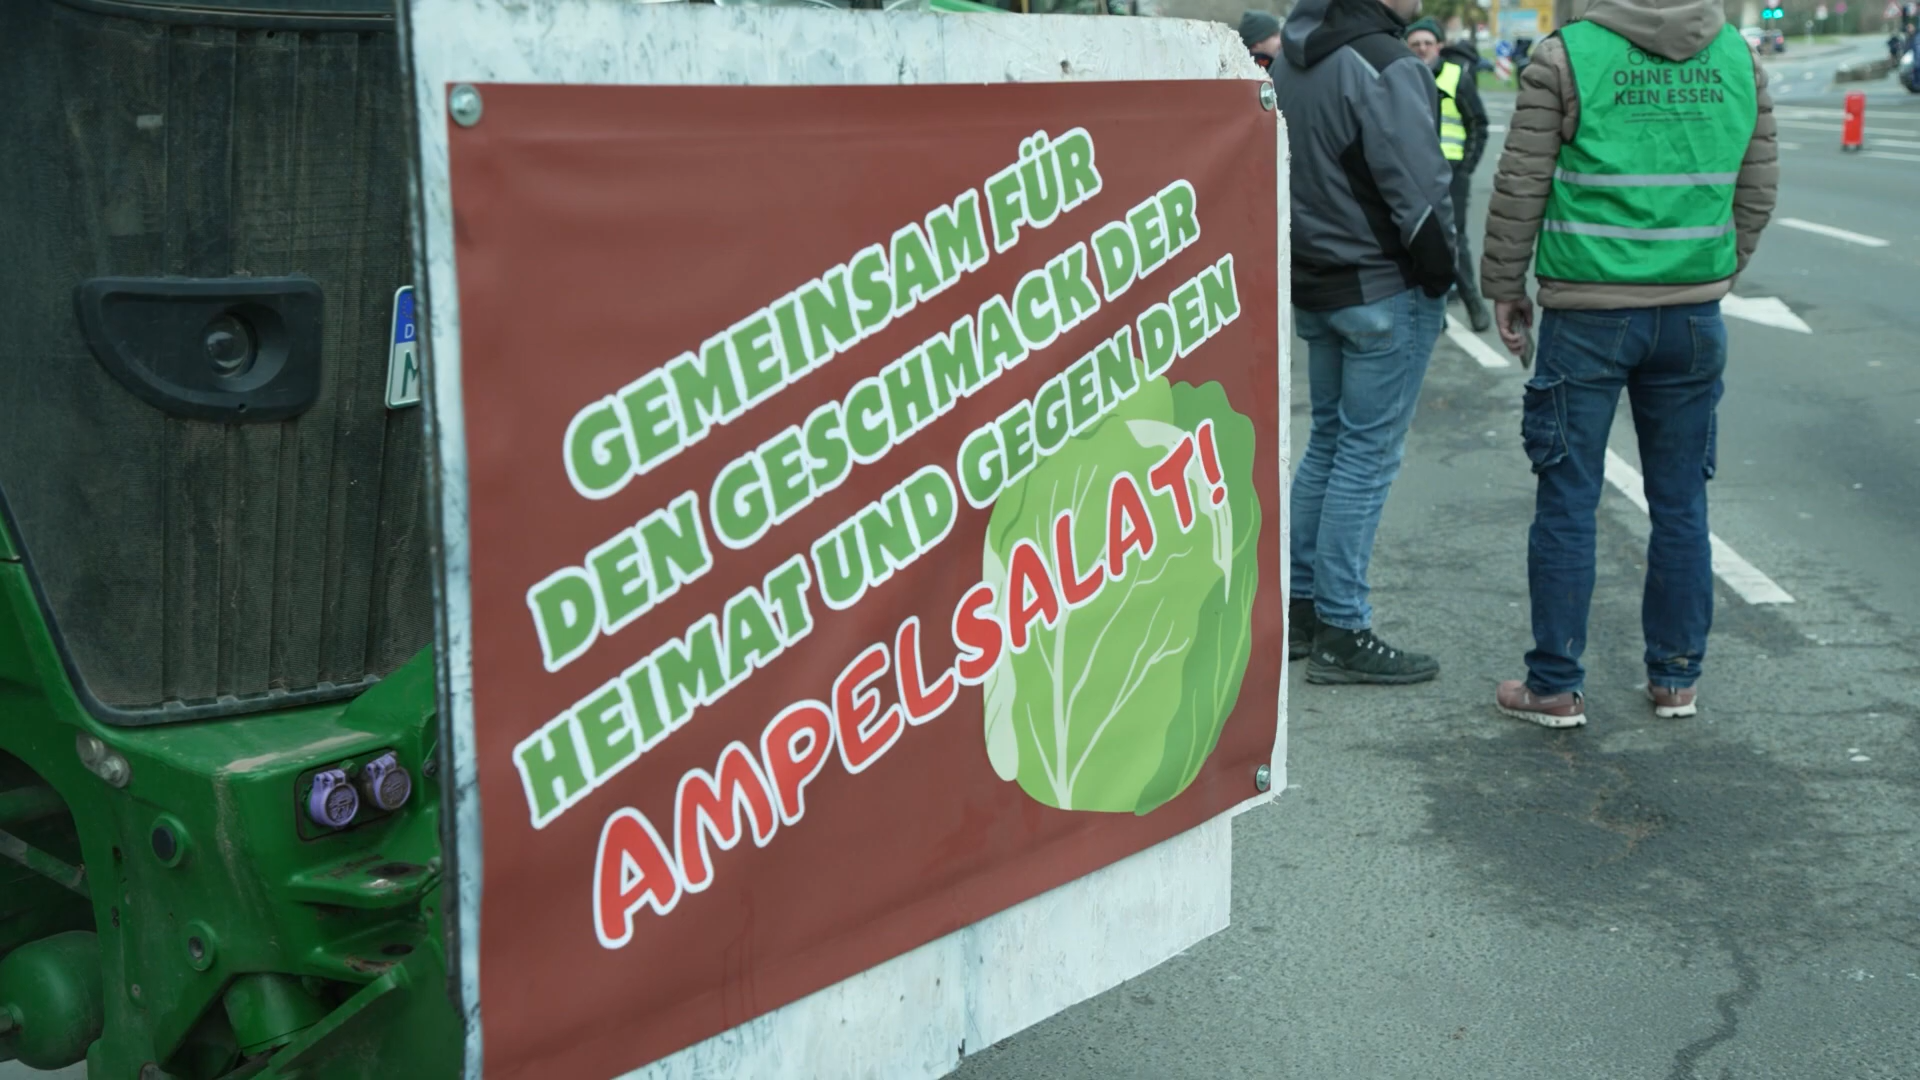 GEMEINSAM FÜR
DEN GESCHMACK DER
HEIMAT UND GEGEN DEN
AMPELSALAT!
OHNE UNS
KEIN ESSEN
D
M